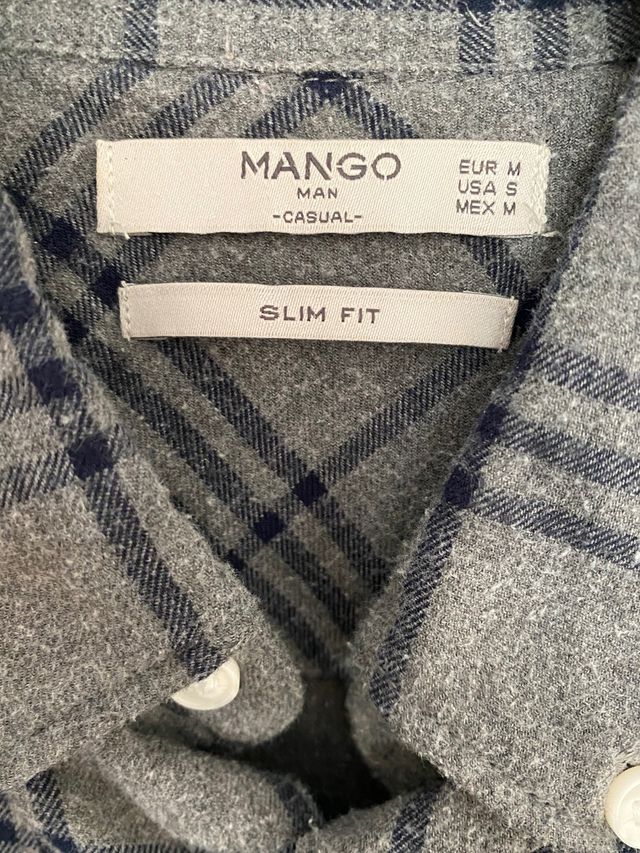 MANGO
MAN
-CASUAL-
EUR M
USA S
MEX M
SLIM FIT